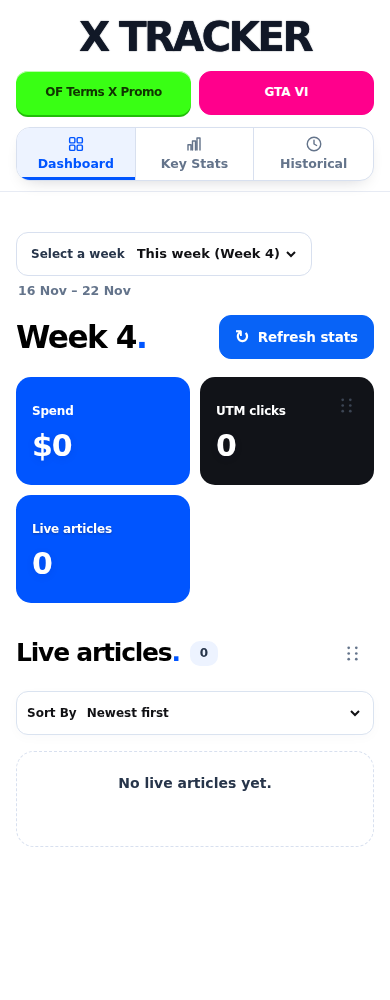 X TRACKER
OF Terms X Promo
GTA VI
Dashboard
Key Stats
Historical
Select a week This week (Week 4)
16 Nov – 22 Nov
Week 4.
↻ Refresh stats
Spend
$0
UTM clicks
0
Live articles
0
Live articles. 0
Sort By Newest first
No live articles yet.